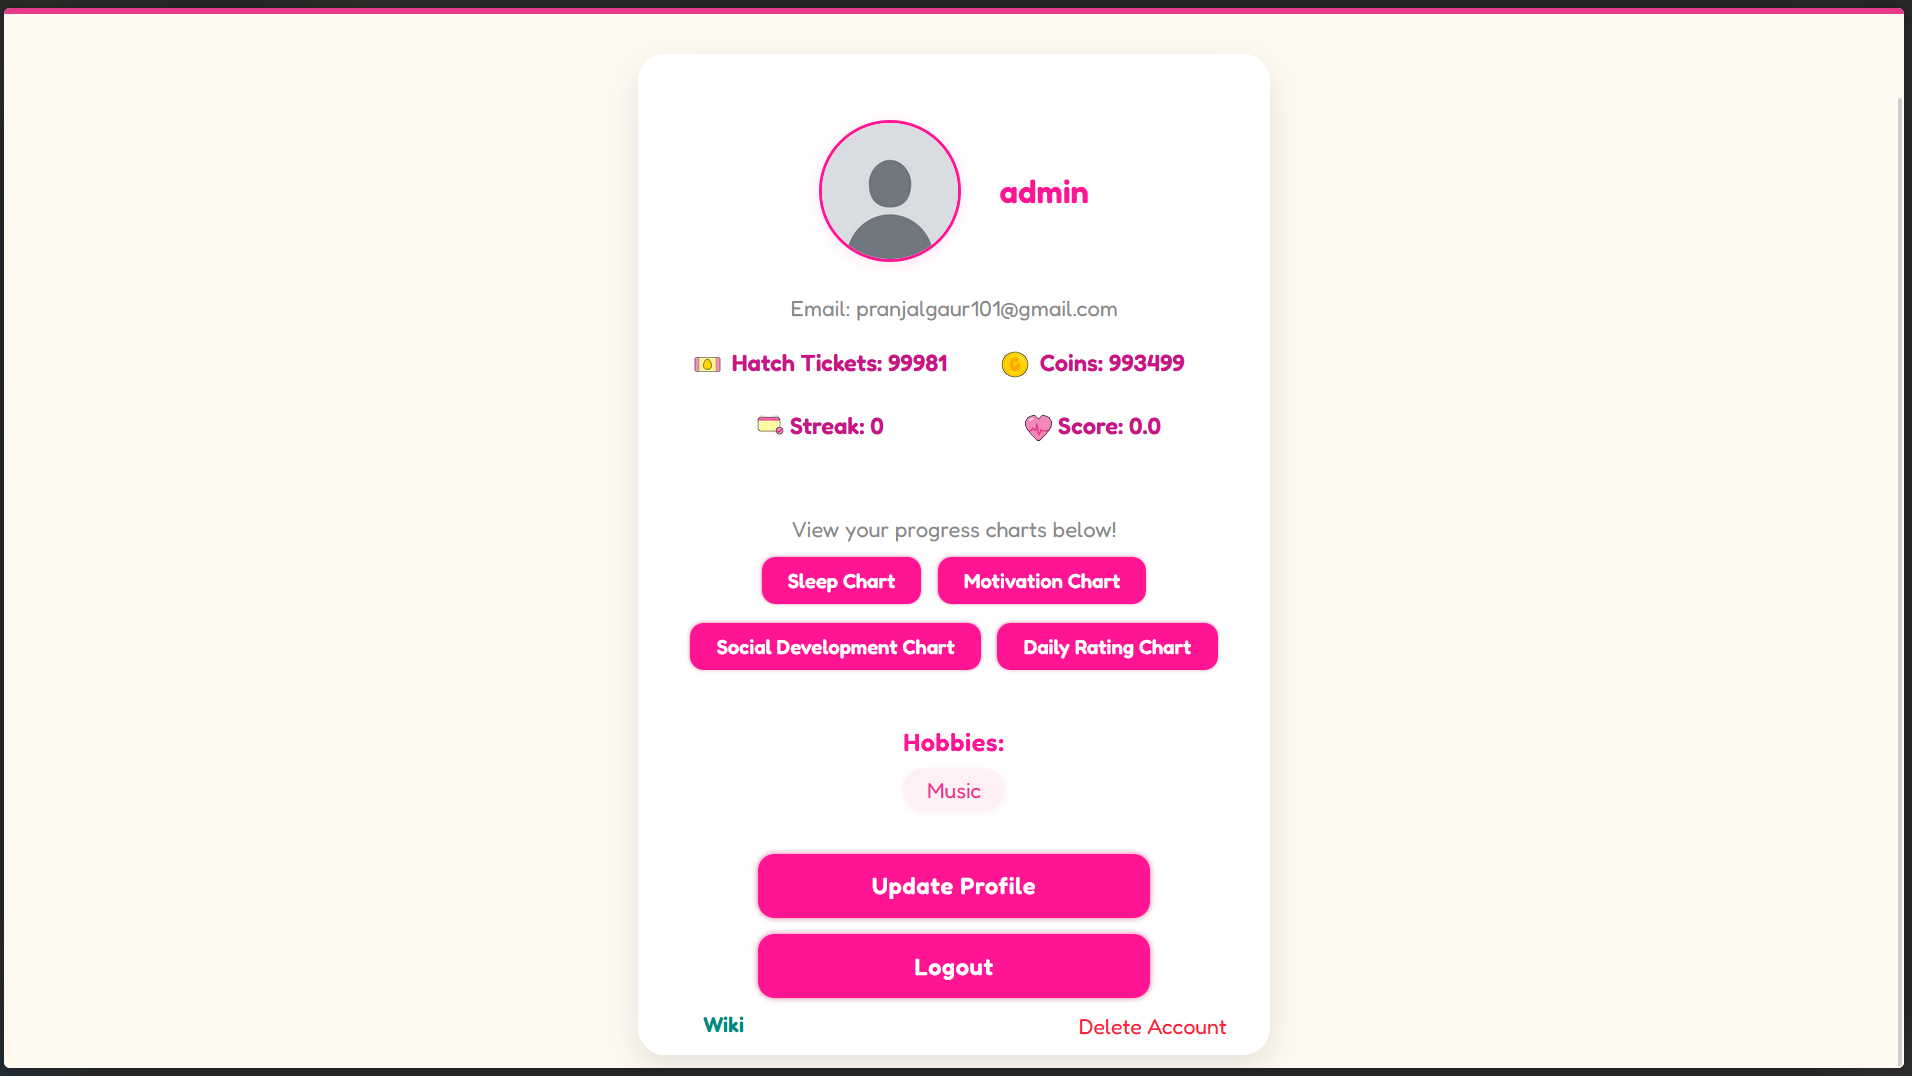 admin
Email: pranjalgaur101@gmail.com
Hatch Tickets: 99981 Coins: 993499
Streak: 0 Score: 0.0
View your progress charts below!
Sleep Chart Motivation Chart
Social Development Chart Daily Rating Chart
Hobbies:
Music
Update Profile
Logout
Wiki Delete Account